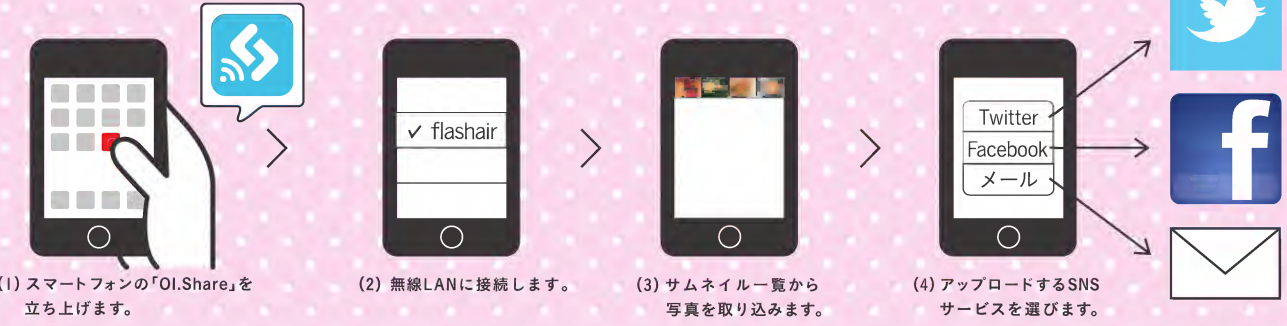 ✓ flashair
Twitter
Facebook
メール
f
(1) スマートフォンの「OI.Share」を
立ち上げます。
(2) 無線LANに接続します。
(3) サムネイル一覧から
写真を取り込みます。
(4) アップロードするSNS
サービスを選びます。